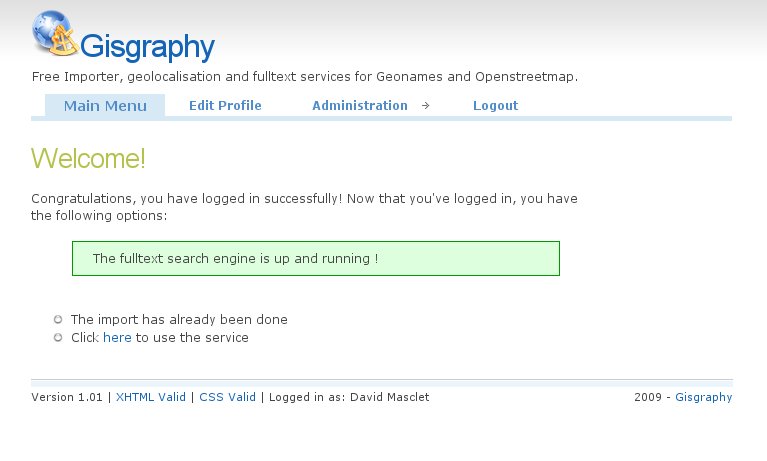 Gisgraphy
Free Importer, geolocalisation and fulltext services for Geonames and Openstreetmap.
Main Menu Edit Profile Administration Logout
Welcome!
Congratulations, you have logged in successfully! Now that you've logged in, you have
the following options:
The fulltext search engine is up and running !
The import has already been done
Click here to use the service
Version 1.01 | XHTML Valid | CSS Valid | Logged in as: David Masclet 2009 - Gisgraphy